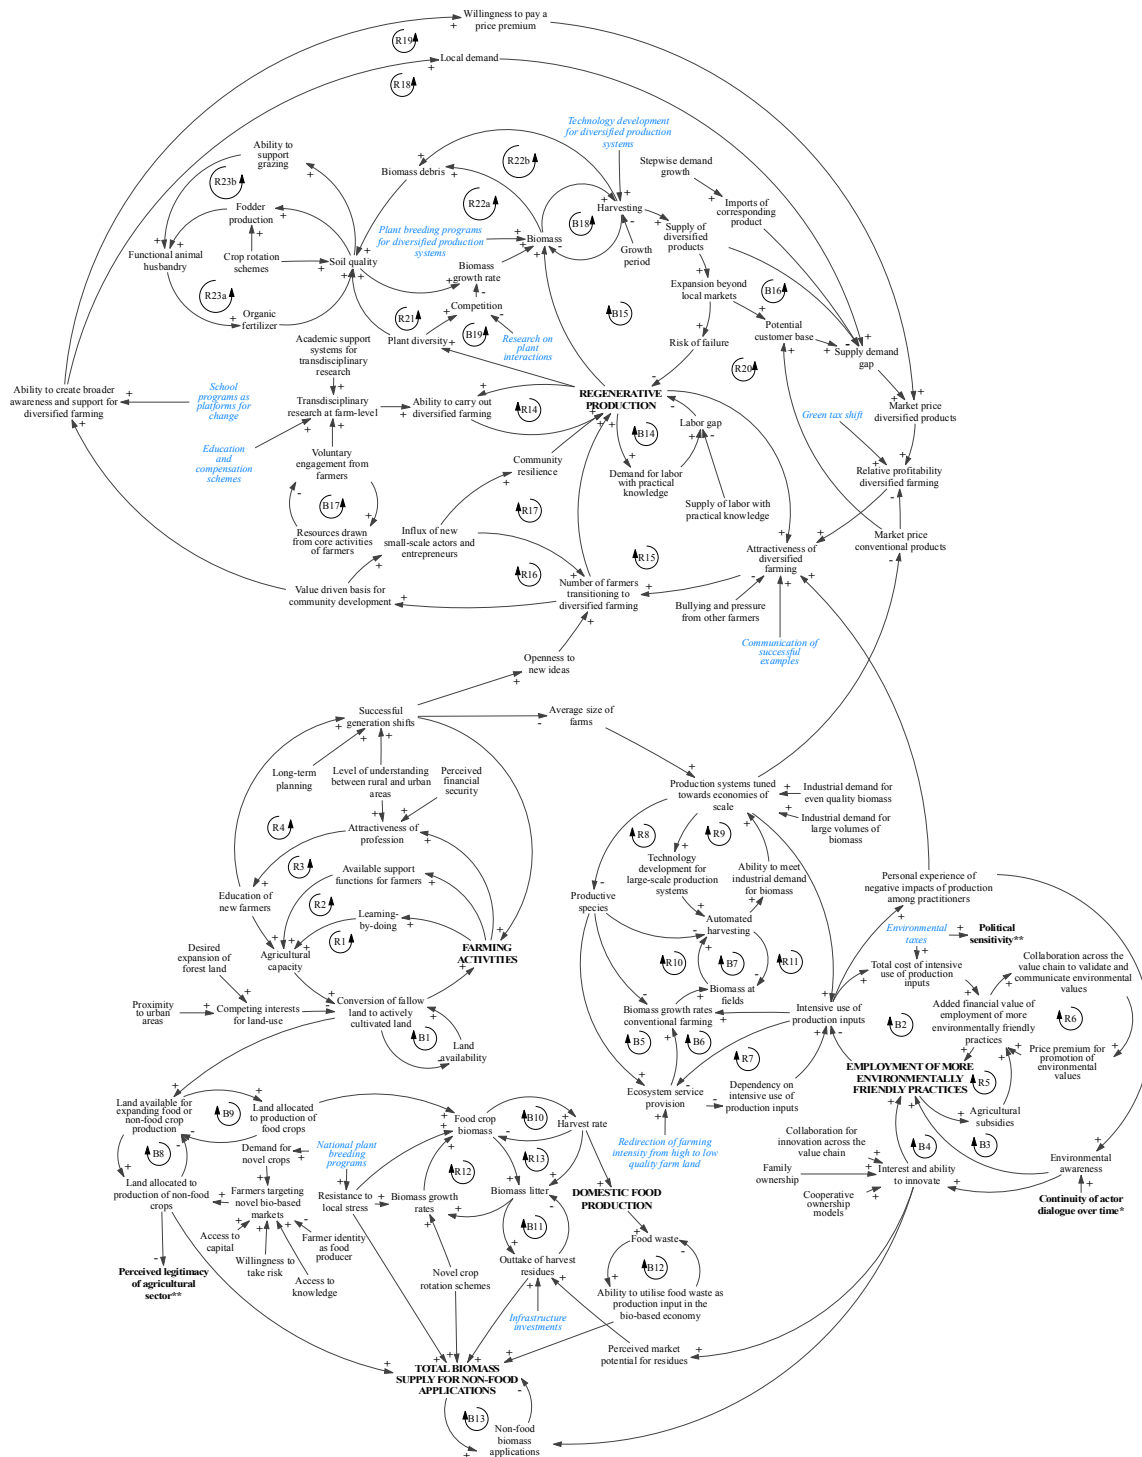 Willingness to pay a
price premium
R19
Local demand
R18
Technology development
for diversified production
systems
Ability to
support
grazing
R23b
Biomass debris
R22b
Stepwise demand
growth
Fodder
production
R22a
Imports of
corresponding
product
B18
Harvesting
Supply of
diversified
products
Plant breeding programs
for diversified production
systems
Biomass
Growth
period
Functional animal
husbandry
Crop rotation
schemes
Soil quality
Biomass
growth rate
Expansion beyond
local markets
B16
R23a
Organic
fertilizer
R21
Competition
B19
Plant diversity
B15
Potential
customer base
Research on
plant
interactions
Risk of failure
R20
Supply demand
gap
Academic support
systems for
transdisciplinary
research
Ability to create broader
awareness and support for
diversified farming
School
programs as
platforms for
change
Transdisciplinary
research at farm-level
Ability to carry out
diversified farming
R14
REGENERATIVE
PRODUCTION
Market price
diversified products
Green tax shift
Labor gap
B14
Education
and
compensation
schemes
Voluntary
engagement from
farmers
Community
resilience
Demand for labor
with practical
knowledge
Relative profitability
diversified farming
B17
R17
Supply of labor with
practical knowledge
Resources drawn
from core activities
of farmers
Influx of new
small-scale actors and
entrepreneurs
Market price
conventional products
R15
Attractiveness of
diversified
farming
R16
Value driven basis for
community development
Number of farmers
transitioning to
diversified farming
Bullying and pressure
from other farmers
Communication of
successful
examples
Openness to
new ideas
Successful
generation shifts
Average size of
farms
Long-term
planning
Level of understanding
between rural and urban
areas
Perceived
financial
security
Production systems tuned
towards economies of
scale
Industrial demand for
even quality biomass
Industrial demand for
large volumes of
biomass
R4
Attractiveness of
profession
R8
R9
R3
Available support
functions for farmers
Technology
development for
large-scale production
systems
Ability to meet
industrial demand
for biomass
Education of
new farmers
R2
Learning-
by-doing
Productive
species
Personal experience of
negative impacts of production
among practitioners
R1
Automated
harvesting
Environmental
taxes
Political
sensitivity**
Desired
expansion of
forest land
Agricultural
capacity
FARMING
ACTIVITIES
R10
B7
R11
Total cost of intensive
use of production
inputs
Collaboration across the
value chain to validate and
communicate environmental
values
Biomass at
fields
Proximity
to urban
areas
Competing interests
for land-use
Conversion of fallow
land to actively
cultivated land
Biomass growth rates
conventional farming
Intensive use of
production inputs
Added financial value of
employment of more
environmentally friendly
practices
R6
B2
B1
Land
availability
B5
B6
R7
Price premium for
promotion of
environmental
values
EMPLOYMENT OF MORE
ENVIRONMENTALLY
FRIENDLY PRACTICES
R5
Ecosystem service
provision
Dependency on
intensive use of
production inputs
Agricultural
subsidies
Land available for
expanding food or
non-food crop
production
B9
Land allocated to
production of
food crops
Food crop
biomass
B10
Harvest rate
Redirection of farming
intensity from high to low
quality farm land
Collaboration for
innovation across the
value chain
B4
B3
B8
Demand for
novel crops
National plant
breeding
programs
R12
R13
Environmental
awareness
Family
ownership
Interest and ability
to innovate
Land allocated to
production of non-food
crops
Farmers targeting
novel bio-based
markets
Resistance to
local stress
Biomass growth
rates
Biomass litter
DOMESTIC FOOD
PRODUCTION
Cooperative
ownership
models
Continuity of actor
dialogue over time*
Access to
capital
Farmer identity
as food
producer
B11
Willingness to
take risk
Food waste
Perceived legitimacy
of agricultural
sector**
Access to
knowledge
Novel crop
rotation schemes
Outtake of harvest
residues
B12
Ability to utilise food waste as
production input in the
bio-based economy
Infrastructure
investments
Perceived market
potential for residues
TOTAL BIOMASS
SUPPLY FOR NON-FOOD
APPLICATIONS
B13
Non-food
biomass
applications